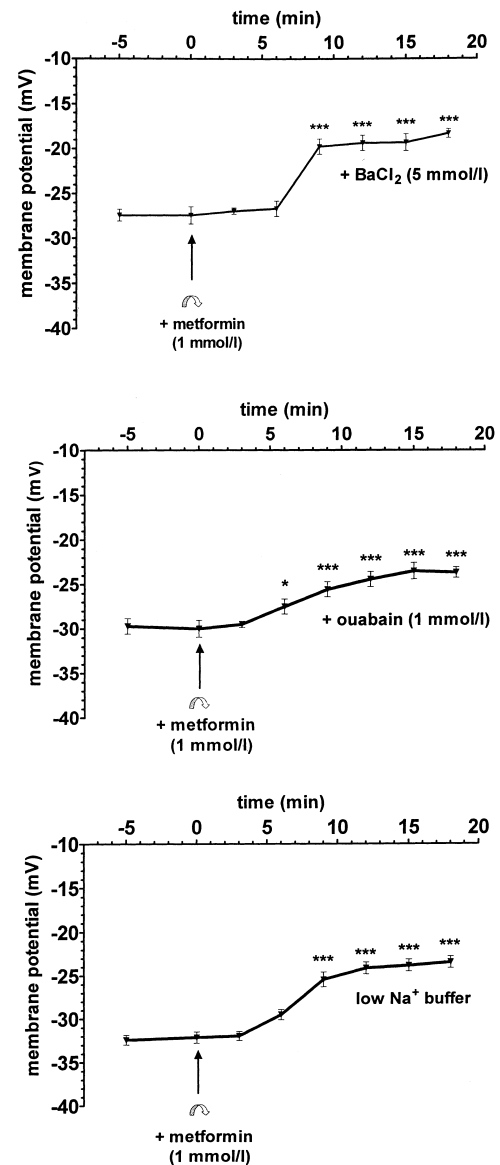 time (min)
-5 0 5 10 15 20
membrane potential (mV)
-10
-15
-20
-25
-30
-35
-40
*** *** *** ***
+ BaCl₂ (5 mmol/l)
+ metformin
(1 mmol/l)
time (min)
-5 0 5 10 15 20
membrane potential (mV)
-10
-15
-20
-25
-30
-35
-40
* *** *** *** ***
+ ouabain (1 mmol/l)
+ metformin
(1 mmol/l)
time (min)
-5 0 5 10 15 20
membrane potential (mV)
-10
-15
-20
-25
-30
-35
-40
*** *** *** ***
low Na⁺ buffer
+ metformin
(1 mmol/l)